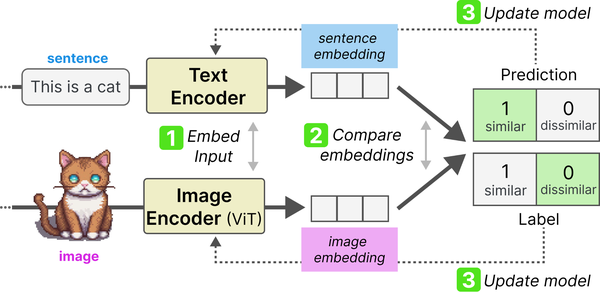 3 Update model
sentence
sentence
embedding
This is a cat
Text
Encoder
Prediction
1
similar
0
dissimilar
1 Embed
Input
2 Compare
embeddings
1
similar
0
dissimilar
Image
Encoder (ViT)
Label
image
image
embedding
3 Update model